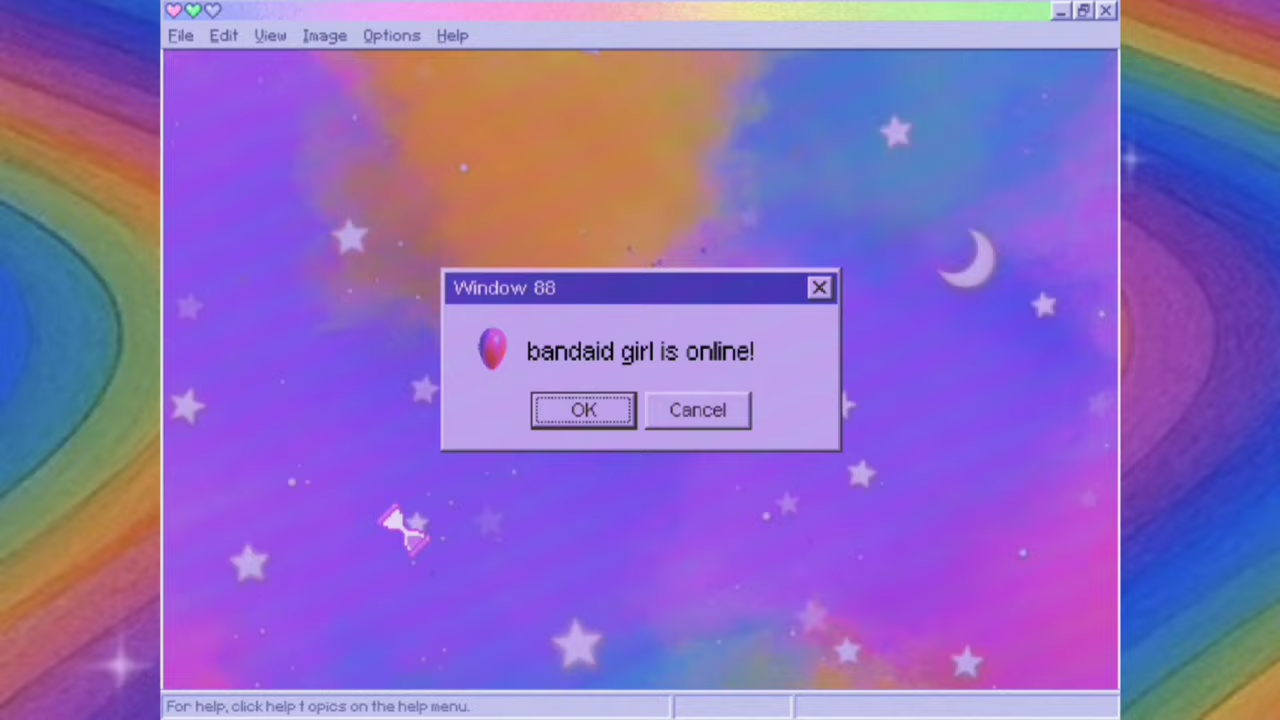 File Edit View Image Options Help
Window 88
bandaid girl is online!
OK Cancel
For help, click help t opics on the help menu.